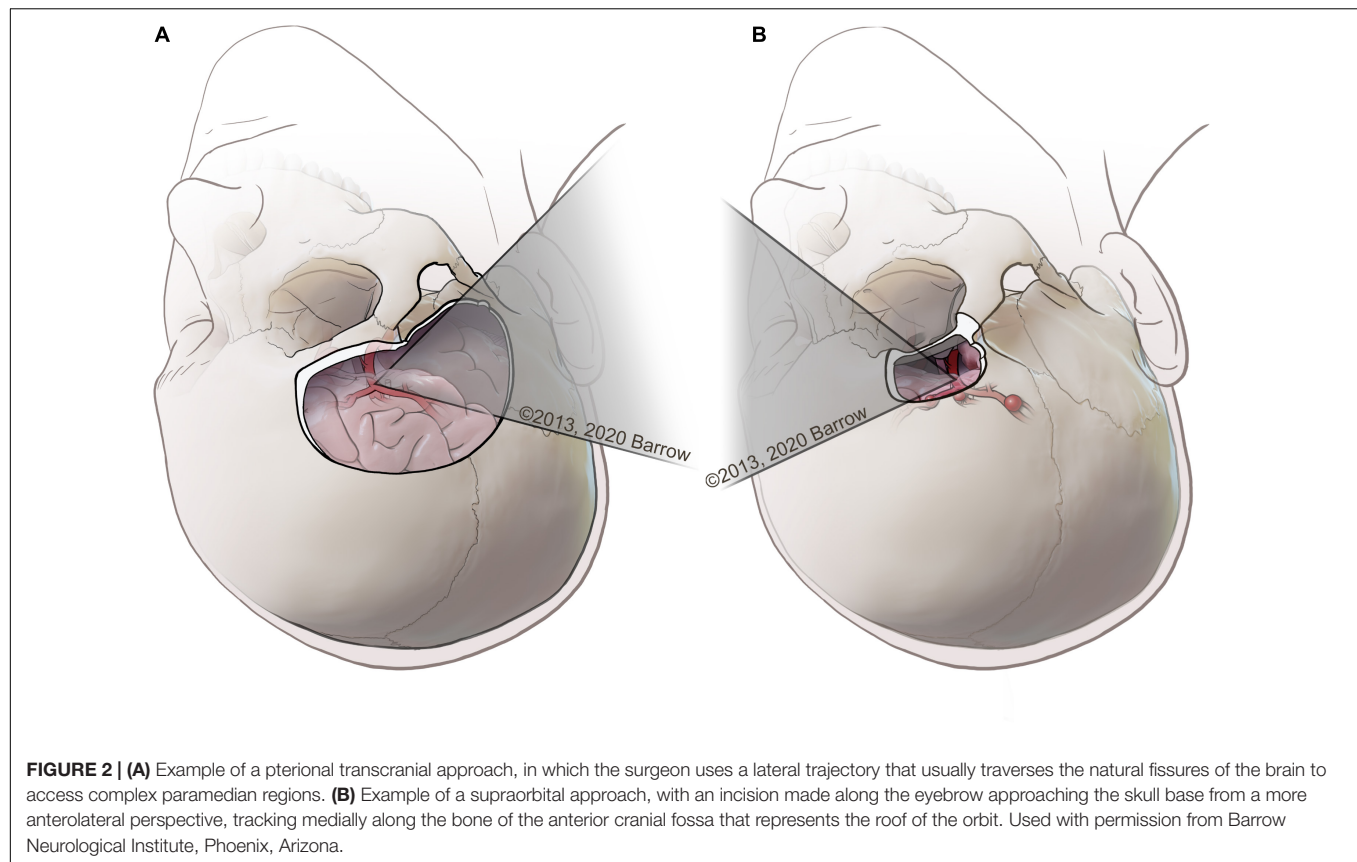 A
B
©2013, 2020 Barrow
©2013, 2020 Barrow
FIGURE 2 | (A) Example of a pterional transcranial approach, in which the surgeon uses a lateral trajectory that usually traverses the natural fissures of the brain to
access complex paramedian regions. (B) Example of a supraorbital approach, with an incision made along the eyebrow approaching the skull base from a more
anterolateral perspective, tracking medially along the bone of the anterior cranial fossa that represents the roof of the orbit. Used with permission from Barrow
Neurological Institute, Phoenix, Arizona.